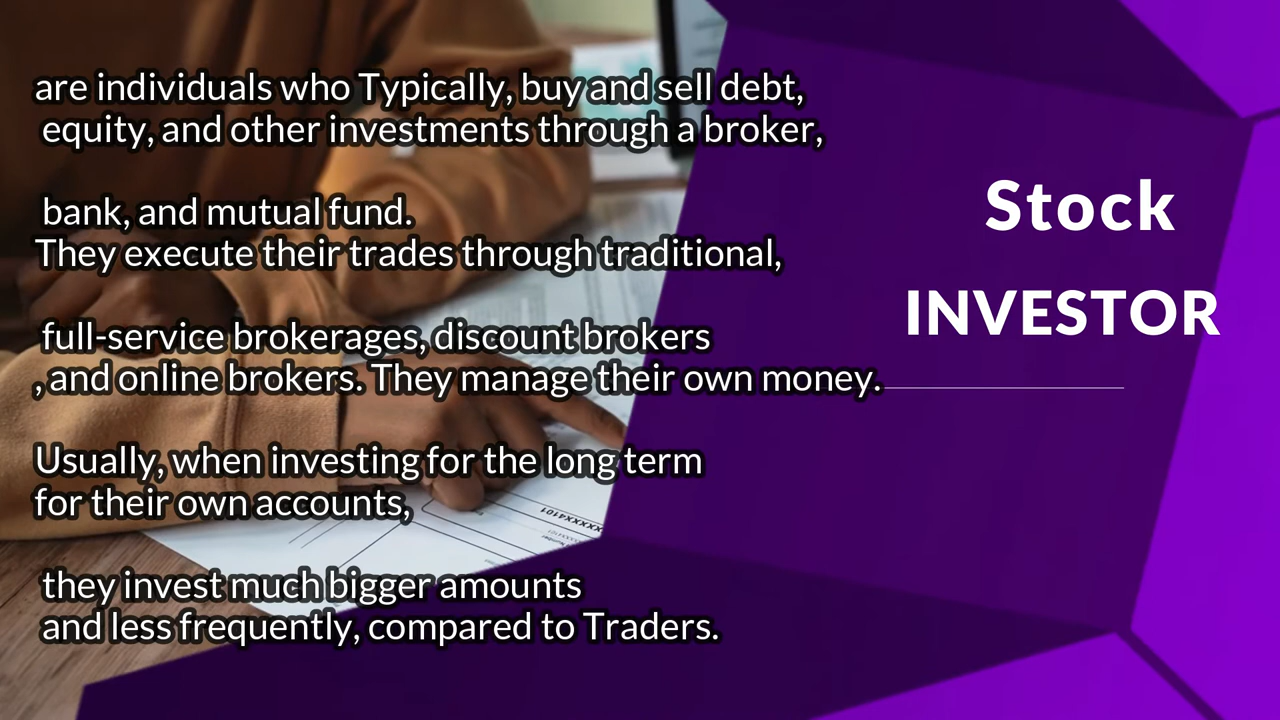 are individuals who Typically, buy and sell debt,
equity, and other investments through a broker,
bank, and mutual fund.
They execute their trades through traditional,
full-service brokerages, discount brokers
, and online brokers. They manage their own money.
Usually, when investing for the long term
for their own accounts,
they invest much bigger amounts
and less frequently, compared to Traders.
Stock
INVESTOR
XXXXXX4101